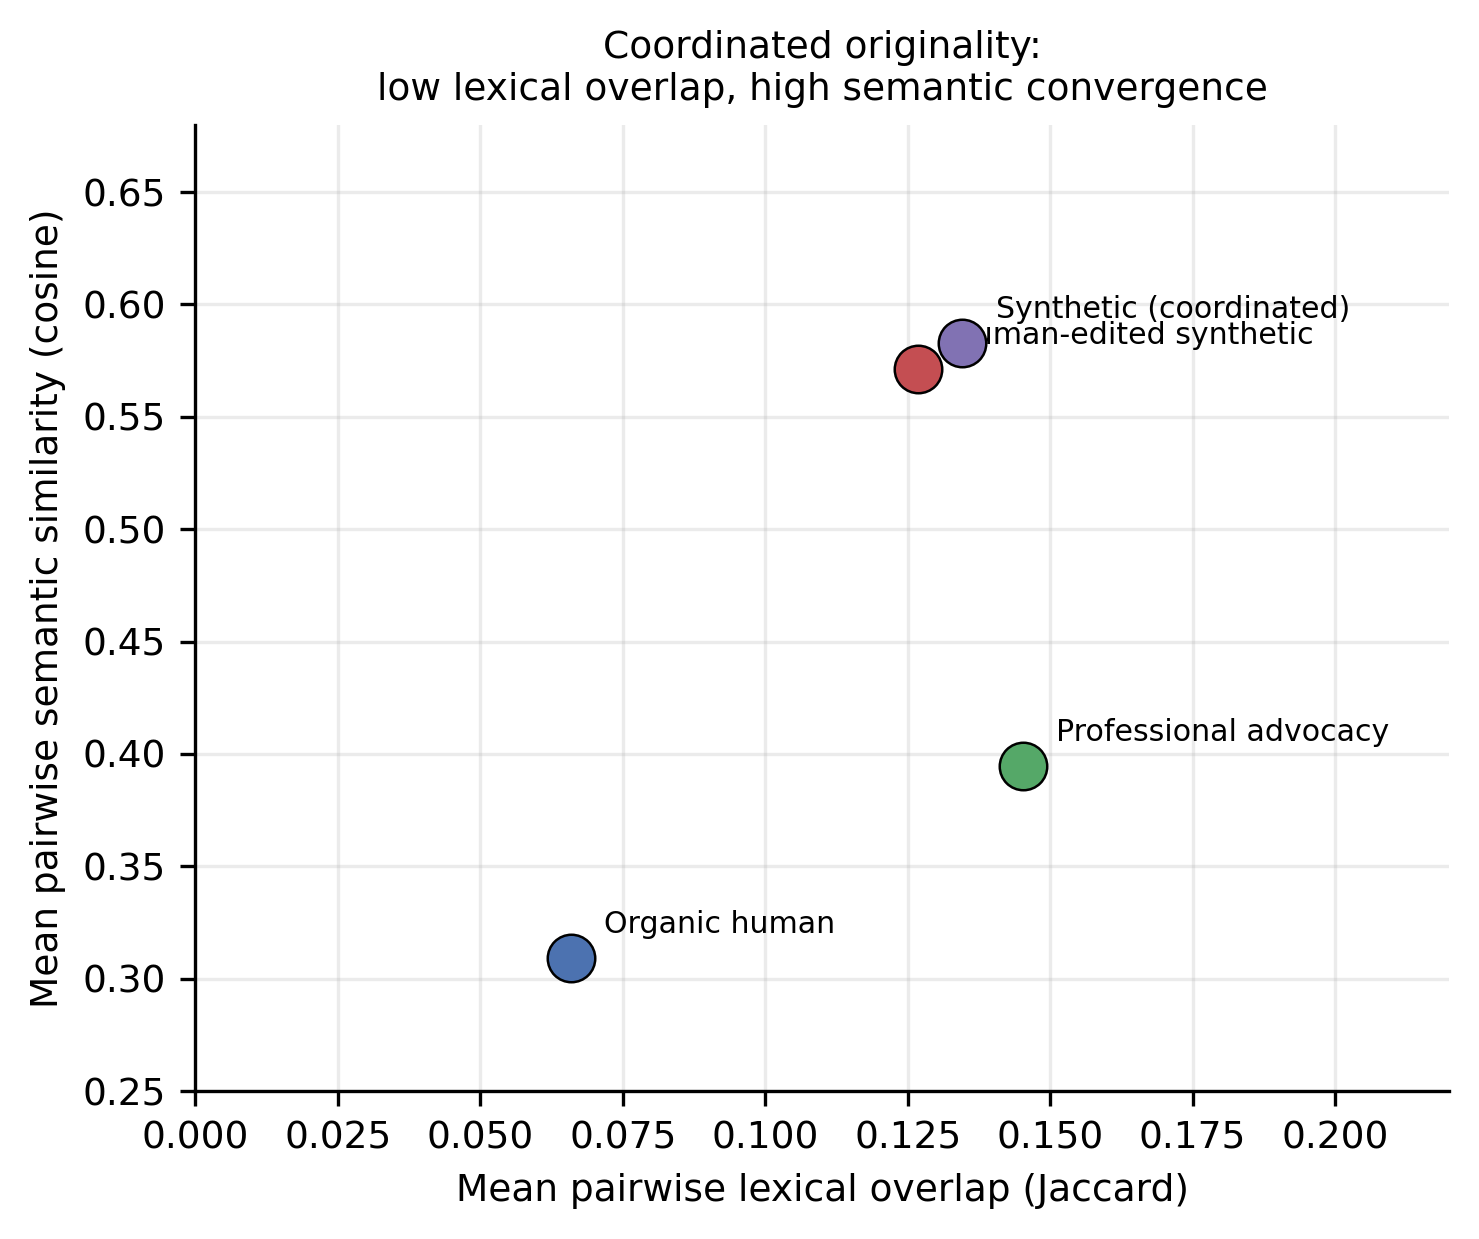 Coordinated originality:
low lexical overlap, high semantic convergence
Mean pairwise semantic similarity (cosine)
0.65
0.60
0.55
0.50
0.45
0.40
0.35
0.30
0.25
Synthetic (coordinated)
uman-edited synthetic
Professional advocacy
Organic human
0.000 0.025 0.050 0.075 0.100 0.125 0.150 0.175 0.200
Mean pairwise lexical overlap (Jaccard)